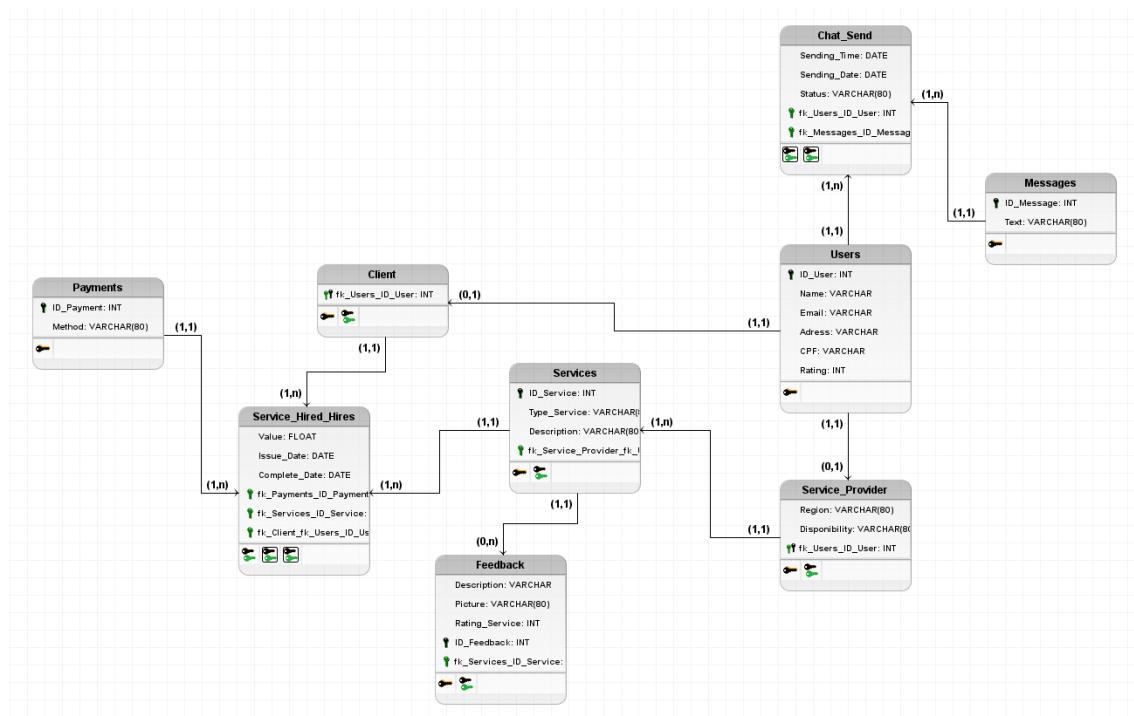 Chat_Send
Sending_Time: DATE
Sending_Date: DATE
Status: VARCHAR(80)
fk_Users_ID_User: INT
fk_Messages_ID_Messag
(1,n)
(1,n)
(1,1)
Messages
ID_Message: INT
Text: VARCHAR(80)
(1,1)
Users
ID_User: INT
Name: VARCHAR
Email: VARCHAR
Adress: VARCHAR
CPF: VARCHAR
Rating: INT
(1,1)
(1,1)
Client
fk_Users_ID_User: INT
(0,1)
(1,1)
Payments
ID_Payment: INT
Method: VARCHAR(80)
(1,1)
Services
ID_Service: INT
Type_Service: VARCHAR(
Description: VARCHAR(80
fk_Service_Provider_fk_
(1,1)
(1,n)
(1,1)
(1,n)
Service_Hired_Hires
Value: FLOAT
Issue_Date: DATE
Complete_Date: DATE
fk_Payments_ID_Payment
fk_Services_ID_Service:
fk_Client_fk_Users_ID_Us
(1,n)
(1,n)
(0,1)
Service_Provider
Region: VARCHAR(80)
Disponibility: VARCHAR(80
fk_Users_ID_User: INT
(1,1)
(0,n)
Feedback
Description: VARCHAR
Picture: VARCHAR(80)
Rating_Service: INT
ID_Feedback: INT
fk_Services_ID_Service: